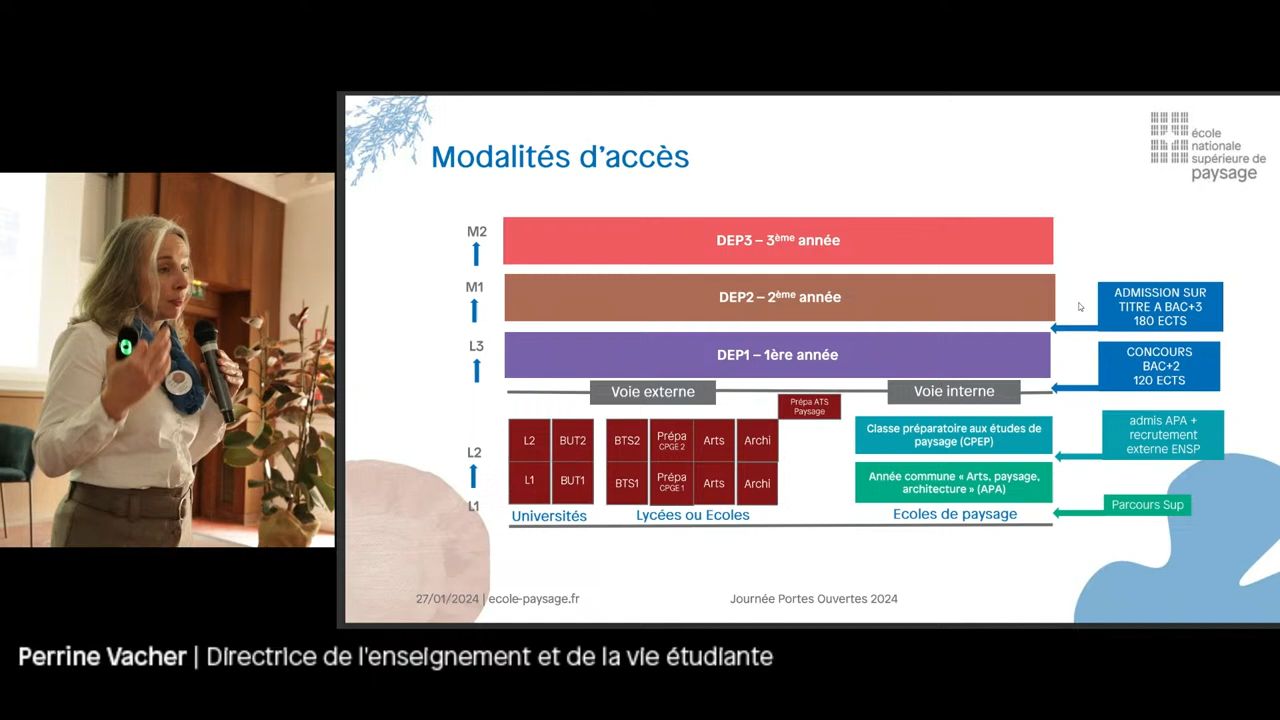 Modalités d'accès
école
nationale
supérieure de
paysage
M2
DEP3 – 3ème année
M1
DEP2 – 2ème année
ADMISSION SUR
TITRE A BAC+3
180 ECTS
L3
DEP1 – 1ère année
CONCOURS
BAC+2
120 ECTS
Voie externe
Voie interne
Prépa ATS
Paysage
L2
L2
BUT2
BTS2
Prépa
CPGE 2
Arts
Archi
Classe préparatoire aux études de
paysage (CPEP)
admis APA +
recrutement
externe ENSP
L1
L1
BUT1
BTS1
Prépa
CPGE 1
Arts
Archi
Année commune « Arts, paysage,
architecture » (APA)
Parcours Sup
Universités
Lycées ou Ecoles
Ecoles de paysage
27/01/2024 | ecole-paysage.fr
Journée Portes Ouvertes 2024
Perrine Vacher | Directrice de l'enseignement et de la vie étudiante